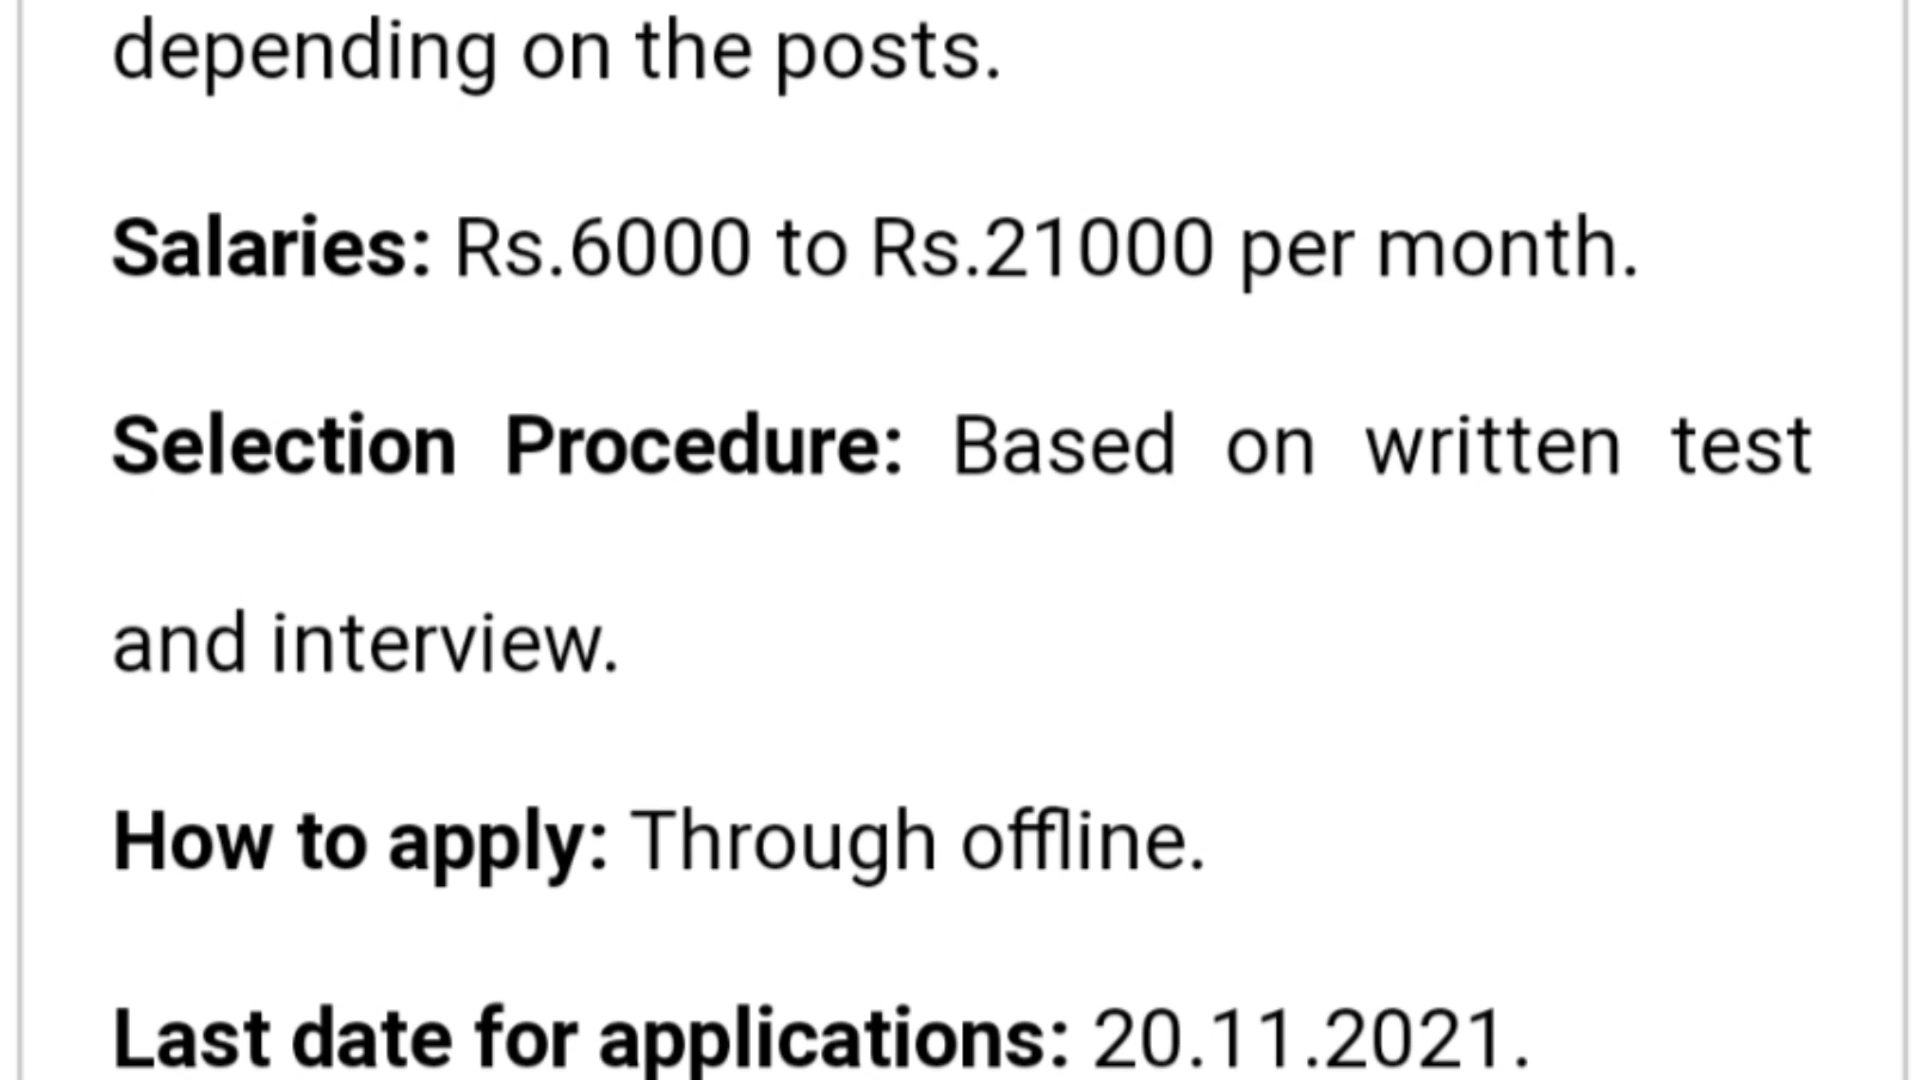 depending on the posts.
Salaries: Rs.6000 to Rs.21000 per month.
Selection Procedure: Based on written test
and interview.
How to apply: Through offline.
Last date for applications: 20.11.2021.